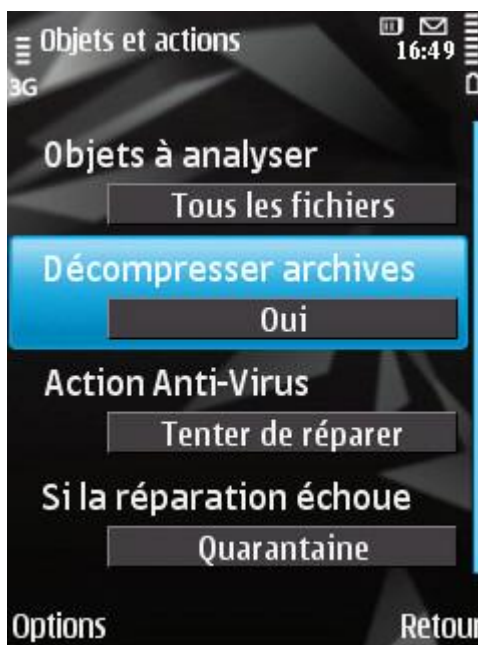 Objets et actions
16:49
3G
Objets à analyser
Tous les fichiers
Décompresser archives
Oui
Action Anti-Virus
Tenter de réparer
Si la réparation échoue
Quarantaine
Options
Retour